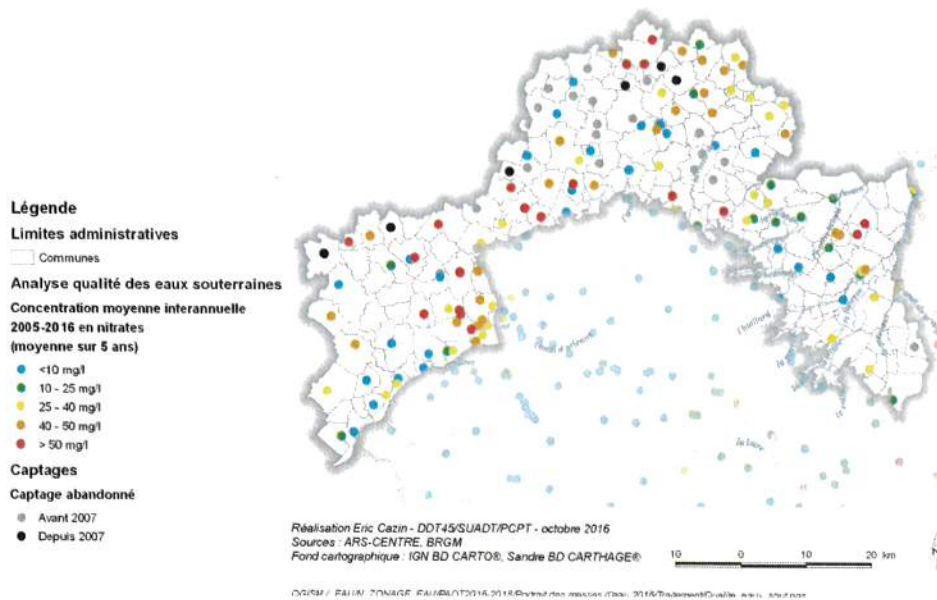 Légende
Limites administratives
Communes
Analyse qualité des eaux souterraines
Concentration moyenne interannuelle
2005-2016 en nitrates
(moyenne sur 5 ans)
<10 mg/l
10 - 25 mg/l
25 - 40 mg/l
40 - 50 mg/l
> 50 mg/l
Captages
Captage abandonné
Avant 2007
Depuis 2007
la Loire
Réalisation Eric Cazin - DDT45/SUADT/PCPT - octobre 2016
Sources : ARS-CENTRE, BRGM
Fond cartographique : IGN BD CARTO®, Sandre BD CARTHAGE®
10 0 10 20 km